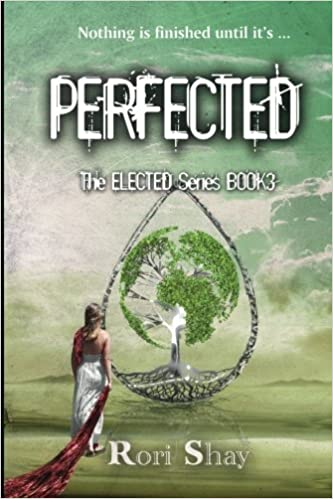 Nothing is finished until it's ...
PERFECTED
The ELECTED Series BOOK3
Rori Shay